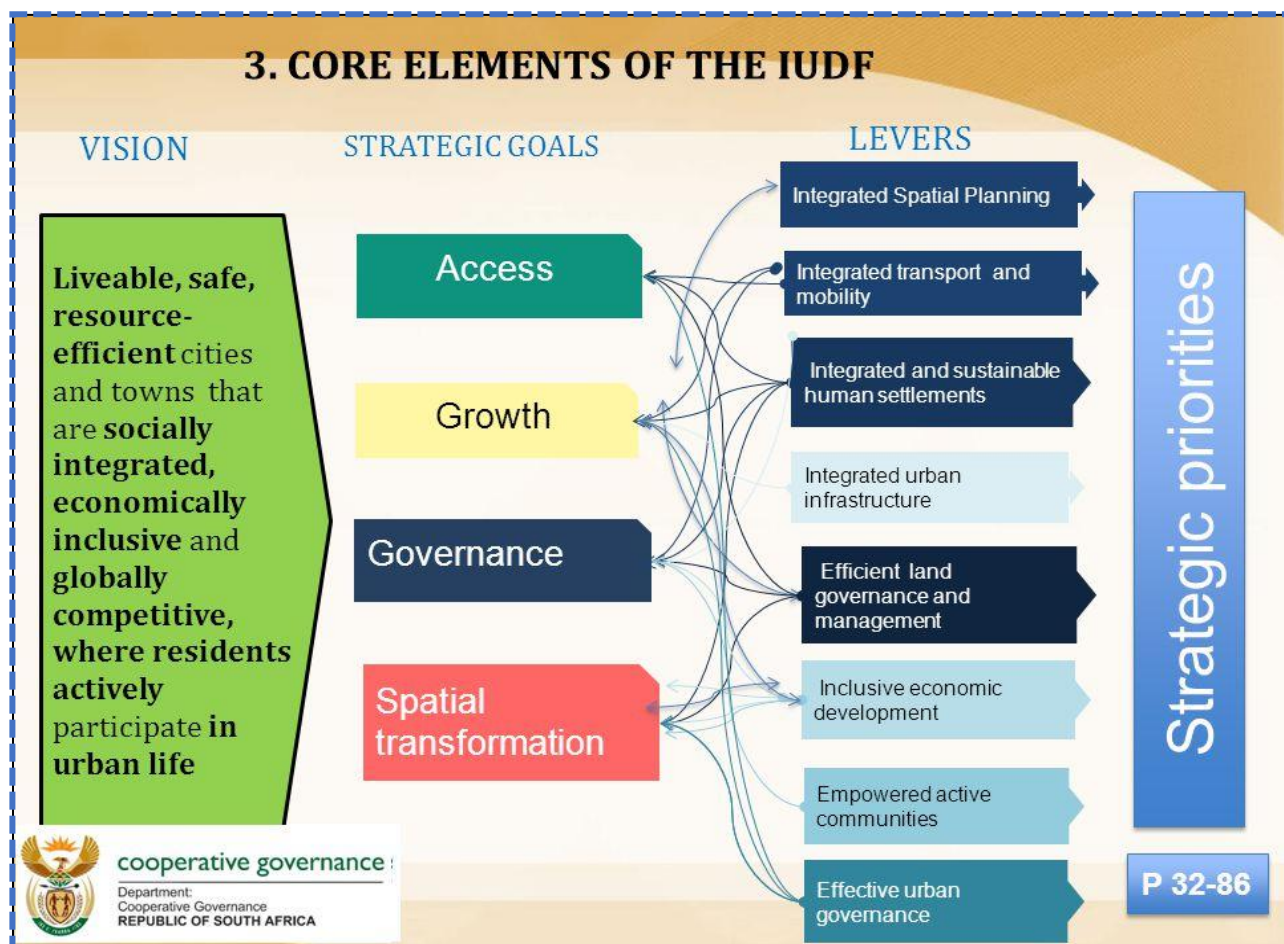 3. CORE ELEMENTS OF THE IUDF
VISION
STRATEGIC GOALS
LEVERS
Liveable, safe,
resource-
efficient cities
and towns that
are socially
integrated,
economically
inclusive and
globally
competitive,
where residents
actively
participate in
urban life
Access
Growth
Governance
Spatial
transformation
Integrated Spatial Planning
Integrated transport and
mobility
Integrated and sustainable
human settlements
Integrated urban
infrastructure
Efficient land
governance and
management
Inclusive economic
development
Empowered active
communities
Effective urban
governance
Strategic priorities
P 32-86
cooperative governance
Department:
Cooperative Governance
REPUBLIC OF SOUTH AFRICA